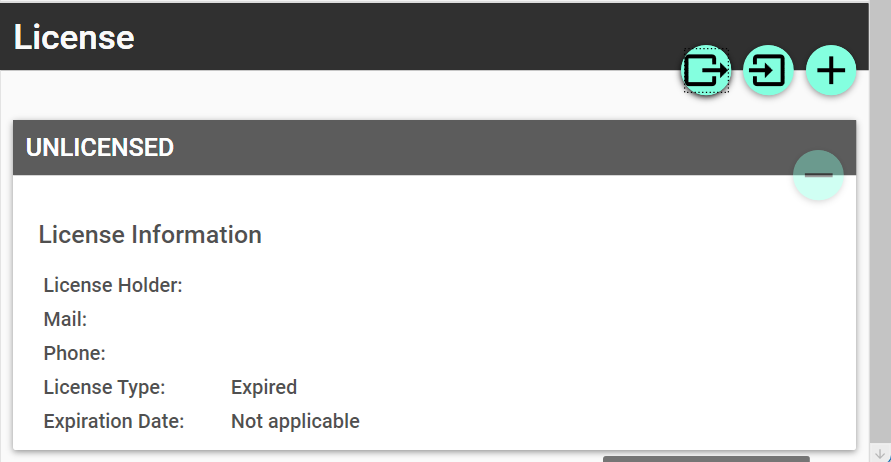 License
UNLICENSED
License Information
License Holder:
Mail:
Phone:
License Type: Expired
Expiration Date: Not applicable